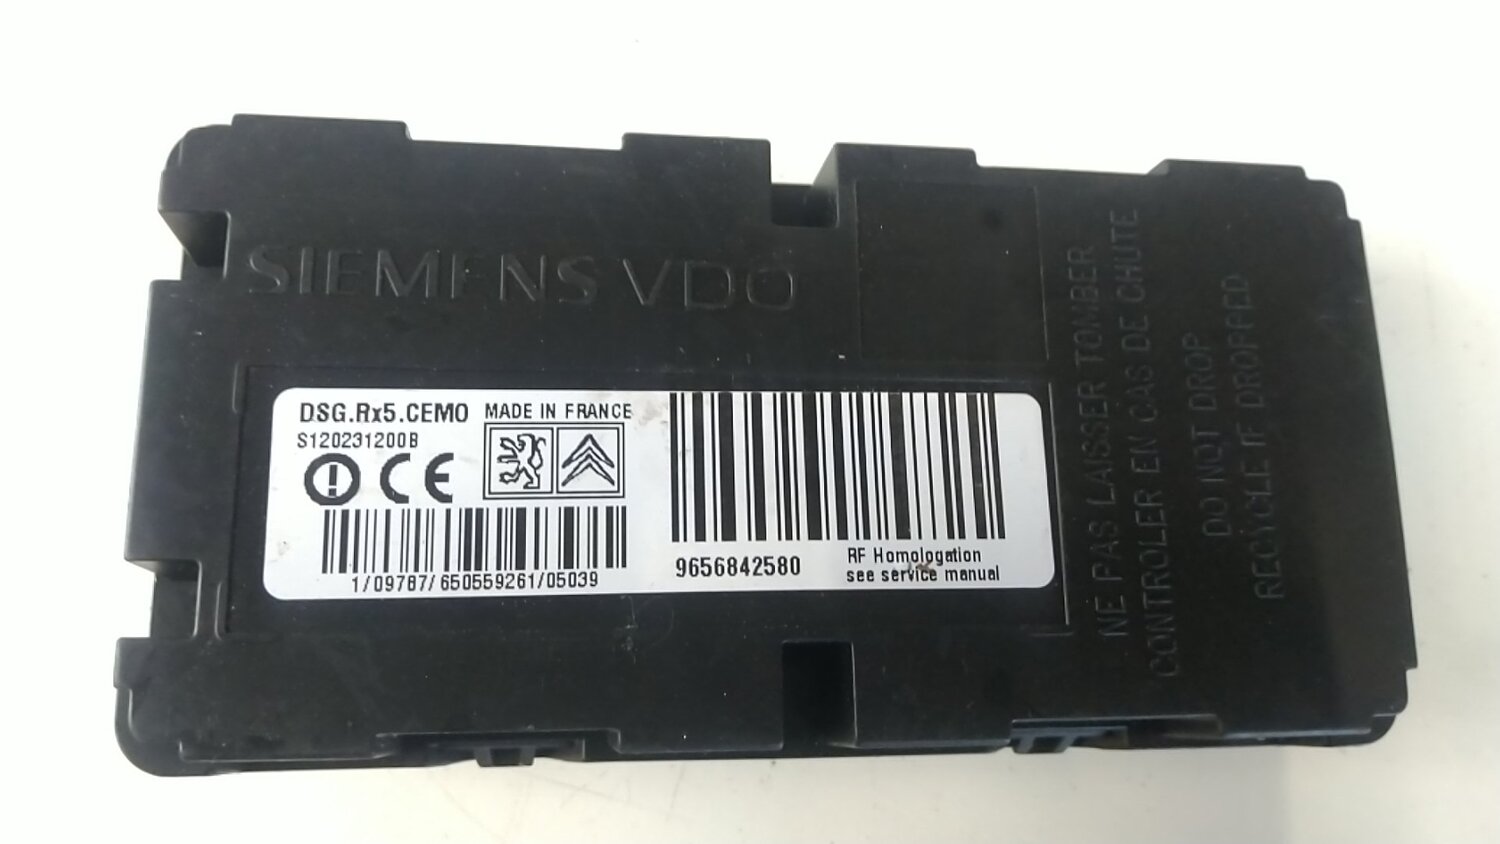 SIEMENS VDO
DSG.Rx5.CEMO MADE IN FRANCE
S120231200B
CE
1/09787/650559261/05039
9656842580
RF Homologation
see service manual
NE PAS LAISSER TOMBER
CONTROLER EN CAS DE CHUTE
DO NOT DROP
RECYCLE IF DROPPED